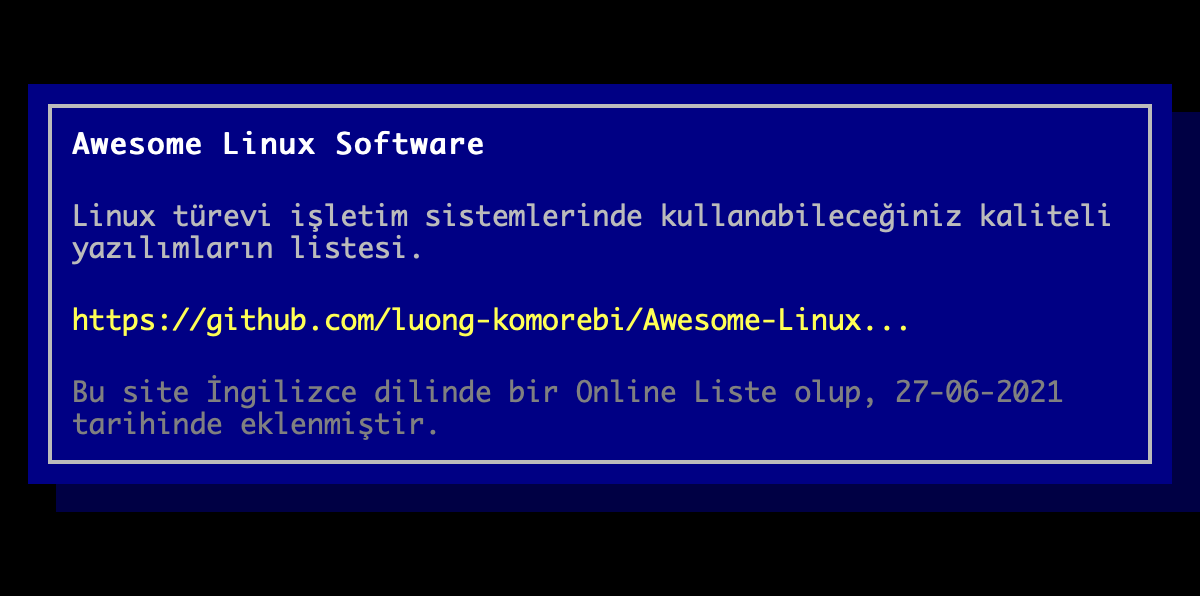 Awesome Linux Software
Linux türevi işletim sistemlerinde kullanabileceğiniz kaliteli
yazılımların listesi.
https://github.com/luong-komorebi/Awesome-Linux...
Bu site İngilizce dilinde bir Online Liste olup, 27-06-2021
tarihinde eklenmiştir.